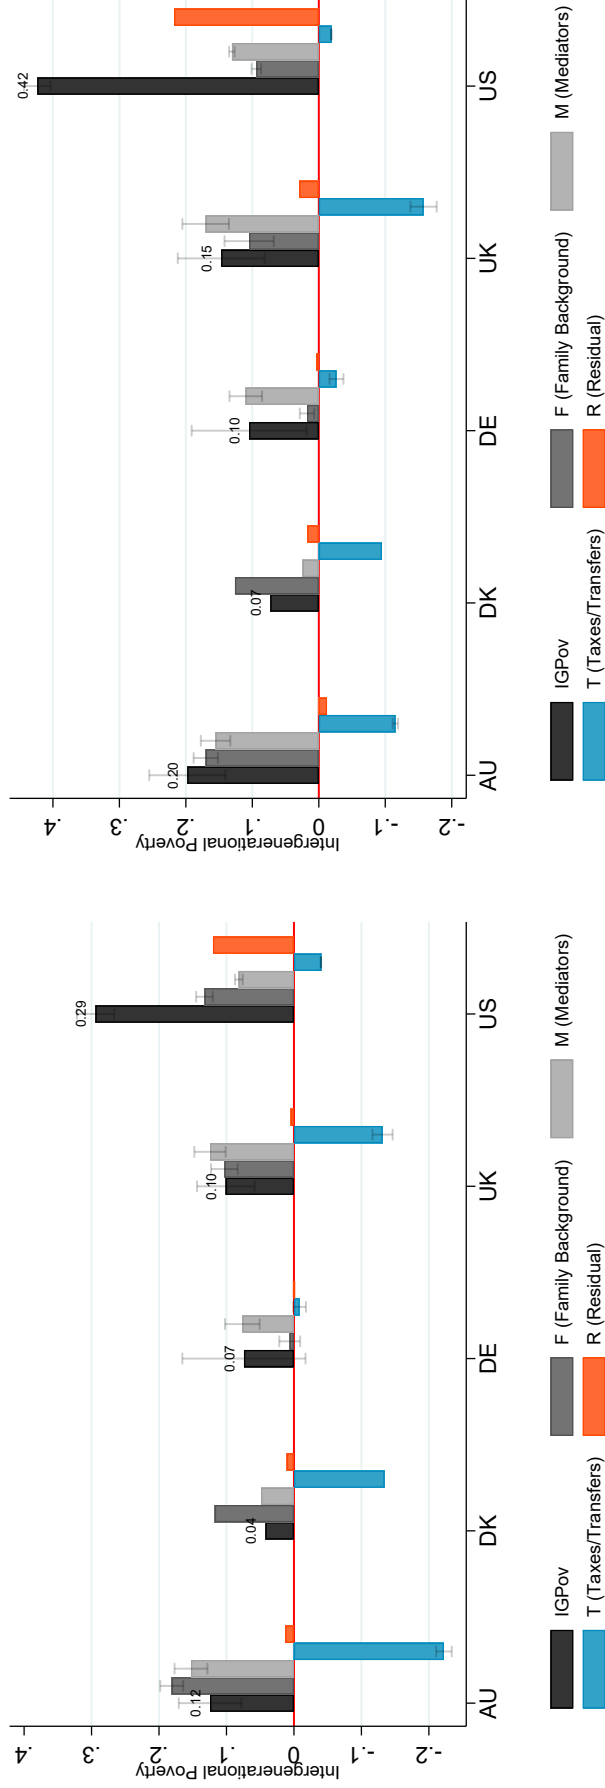 .4
.3
.2
.1
0
-.1
-.2
Intergenerational Poverty
0.12
0.04
0.07
0.10
0.29
AU
DK
DE
UK
US
IGPov
F (Family Background)
M (Mediators)
T (Taxes/Transfers)
R (Residual)
.4
.3
.2
.1
0
-.1
-.2
Intergenerational Poverty
0.20
0.07
0.10
0.15
0.42
AU
DK
DE
UK
US
IGPov
F (Family Background)
M (Mediators)
T (Taxes/Transfers)
R (Residual)